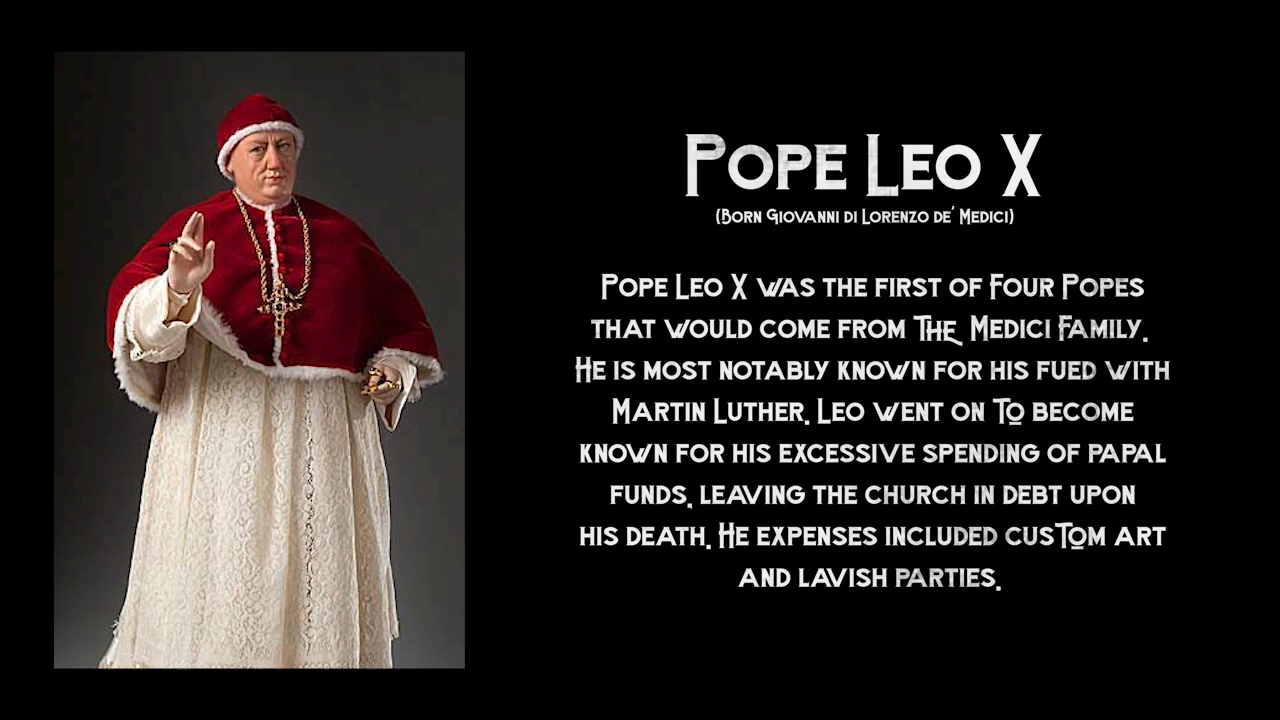 Pope Leo X
(Born Giovanni di Lorenzo de' Medici)
Pope Leo X was the first of Four Popes
that would come from The Medici Family.
He is most notably known for his fued with
Martin Luther. Leo went on To become
known for his excessive spending of papal
funds, leaving the church in debt upon
his death. He expenses included cusTom art
and lavish parties.